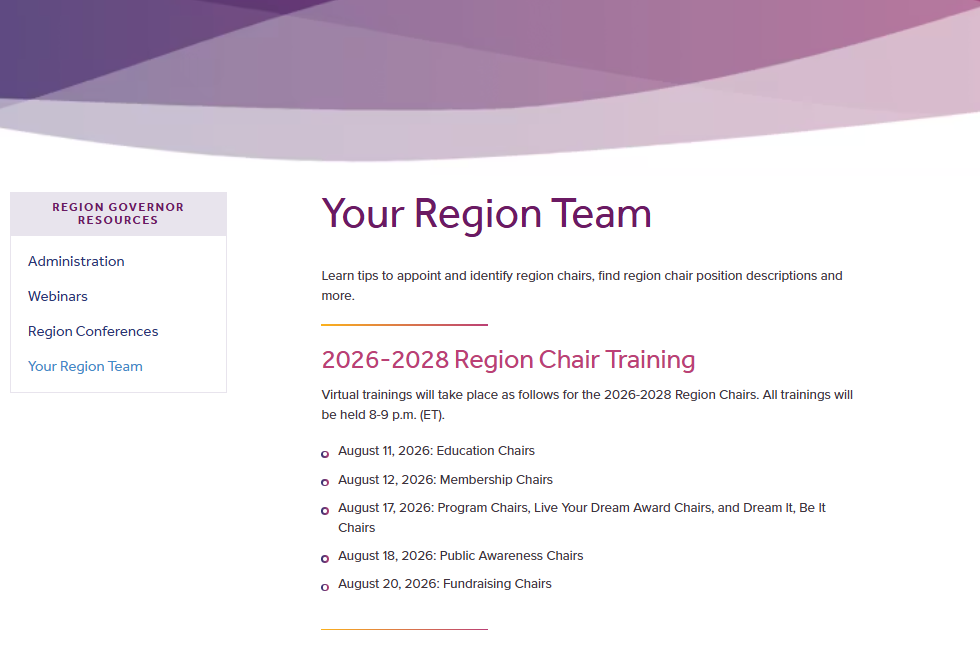 REGION GOVERNOR
RESOURCES
Administration
Webinars
Region Conferences
Your Region Team
Your Region Team
Learn tips to appoint and identify region chairs, find region chair position descriptions and
more.
2026-2028 Region Chair Training
Virtual trainings will take place as follows for the 2026-2028 Region Chairs. All trainings will
be held 8-9 p.m. (ET).
August 11, 2026: Education Chairs
August 12, 2026: Membership Chairs
August 17, 2026: Program Chairs, Live Your Dream Award Chairs, and Dream It, Be It
Chairs
August 18, 2026: Public Awareness Chairs
August 20, 2026: Fundraising Chairs